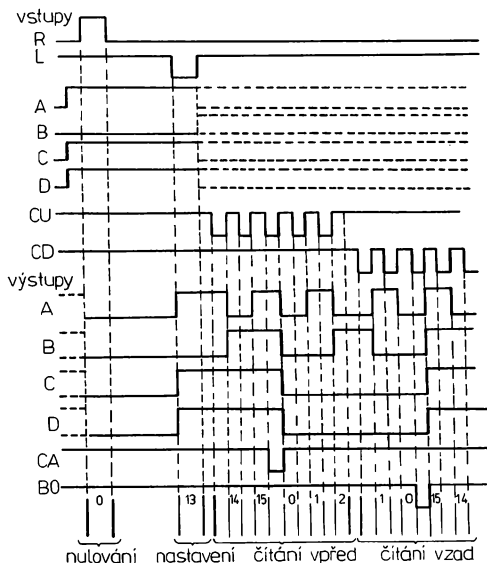 vstupy
R
L
A
B
C
D
CU
CD
výstupy
A
B
C
D
CA
BO
0 13 14 15 0 1 2 1 0 15 14
nulování nastavení čítání vpřed čítání vzad